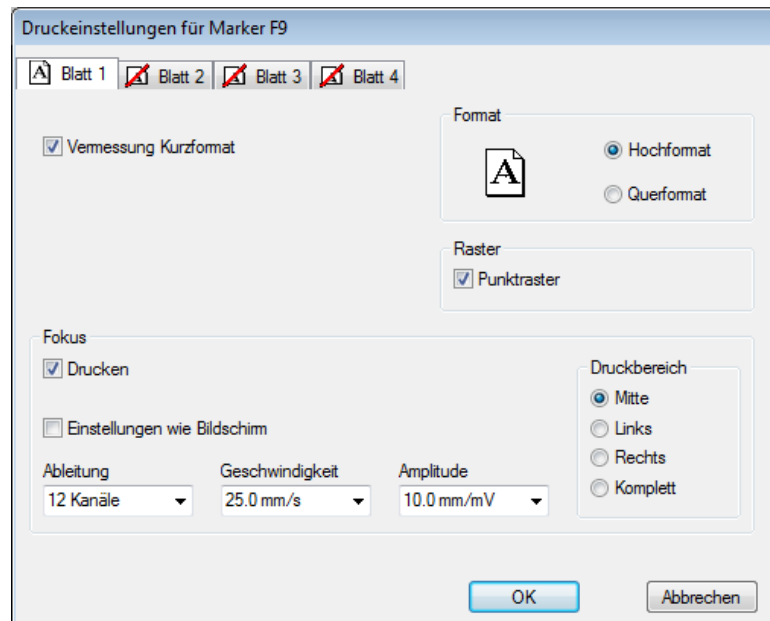 Druckeinstellungen für Marker F9
Blatt 1 Blatt 2 Blatt 3 Blatt 4
Vermessung Kurzformat
Format
A
Hochformat
Querformat
Raster
Punktraster
Fokus
Drucken
Einstellungen wie Bildschirm
Ableitung Geschwindigkeit Amplitude
12 Kanäle 25.0 mm/s 10.0 mm/mV
Druckbereich
Mitte
Links
Rechts
Komplett
OK Abbrechen